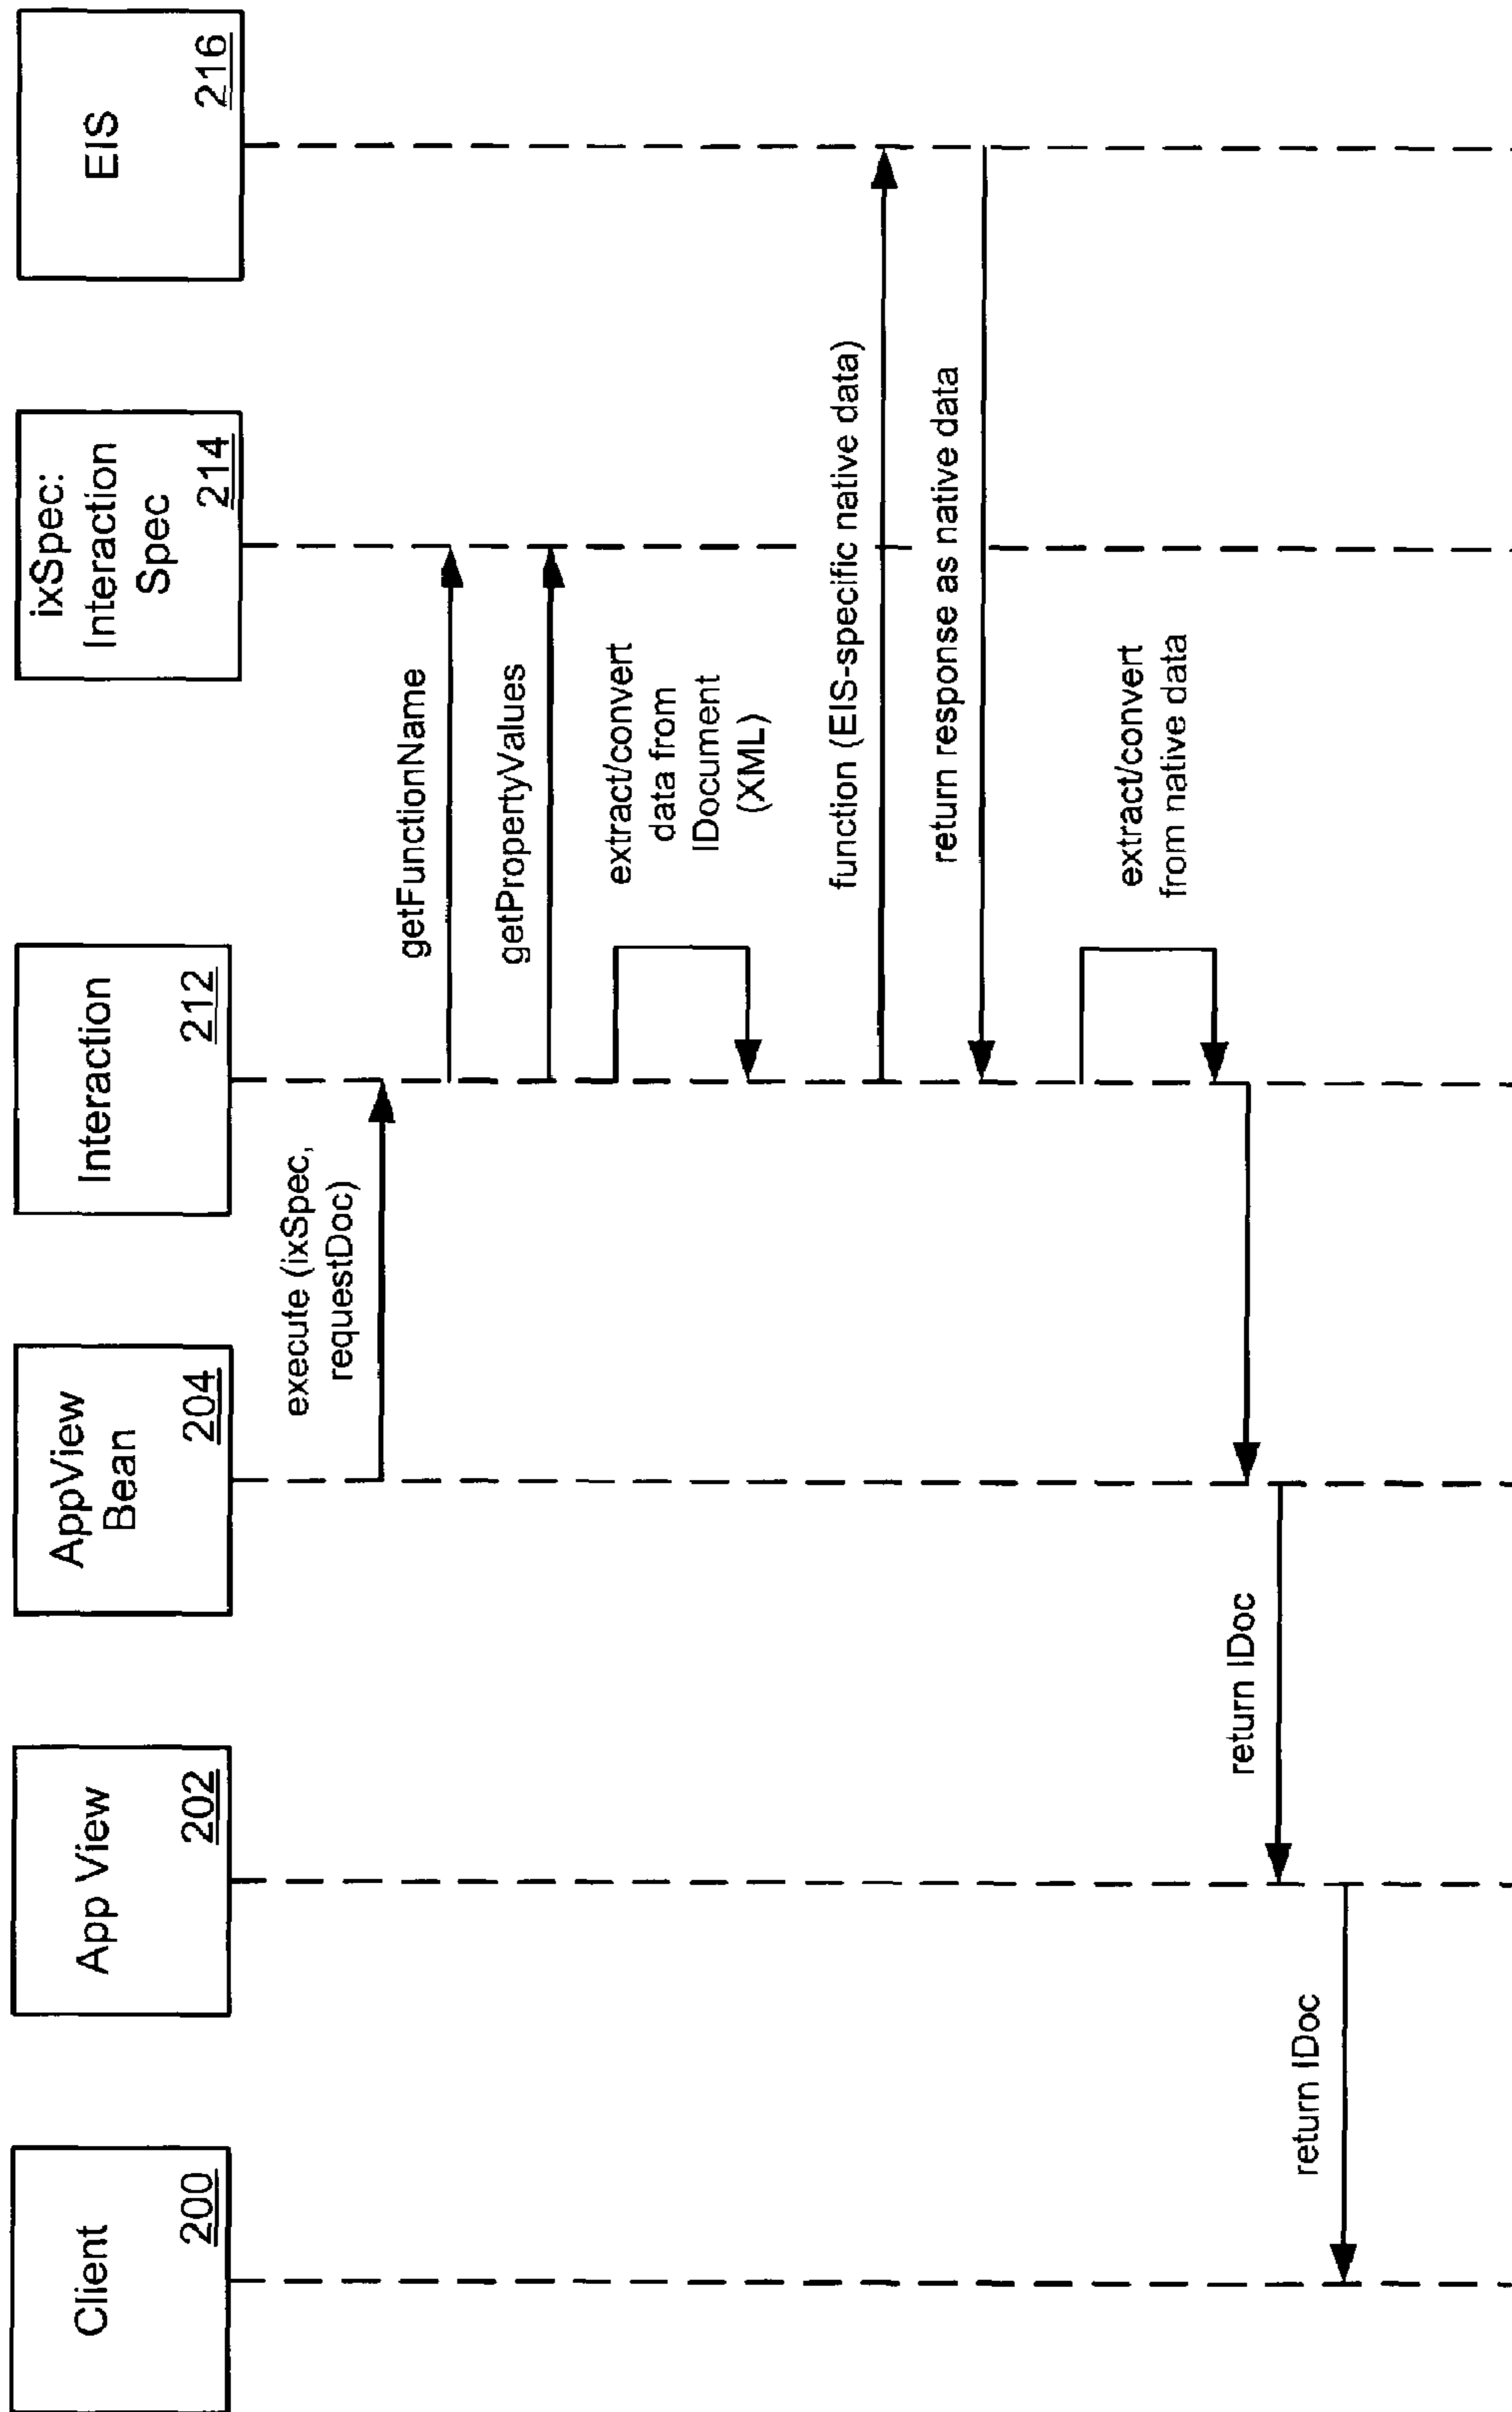 Client
200
App View
202
AppView
Bean
204
Interaction
212
ixSpec:
Interaction
Spec
214
EIS
216
execute (ixSpec,
requestDoc)
getFunctionName
getPropertyValues
extract/convert
data from
IDocument
(XML)
function (EIS-specific native data)
return response as native data
extract/convert
from native data
return IDoc
return IDoc